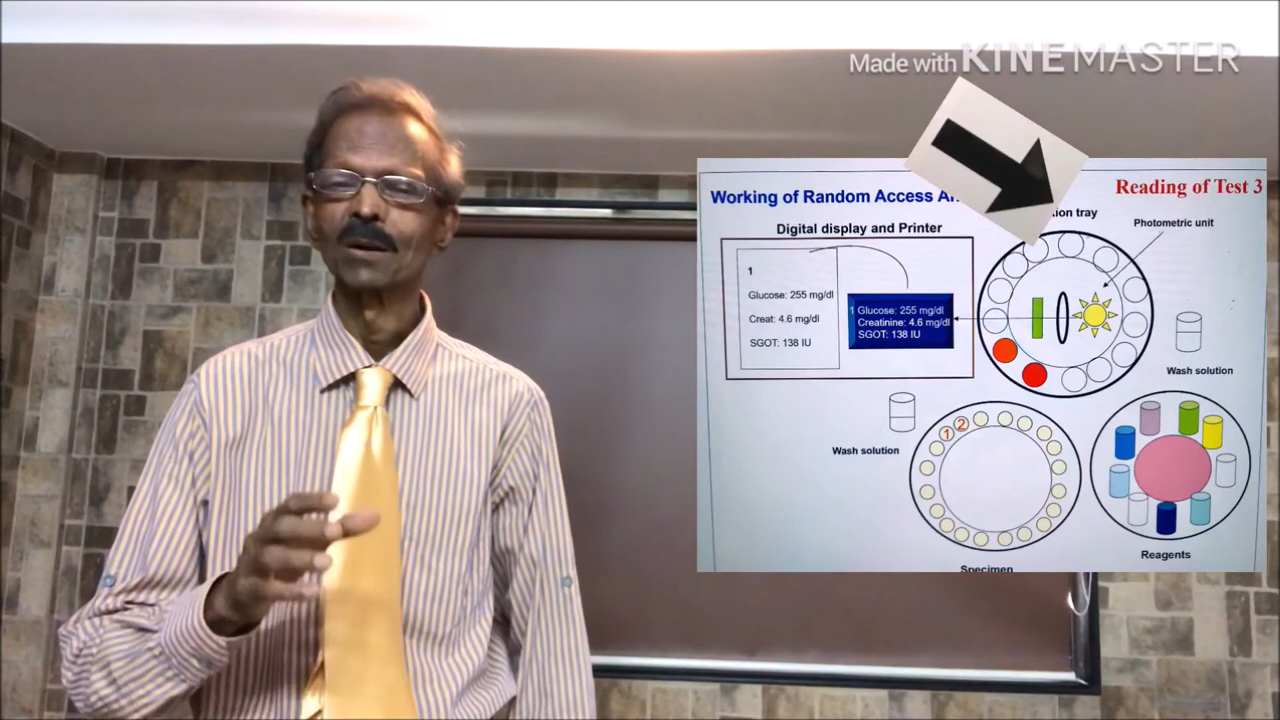 Made with KINEMASTER
Working of Random Access
Reading of Test 3
tray
Photometric unit
Digital display and Printer
1
Glucose: 255 mg/dl
Creat: 4.6 mg/dl
SGOT: 138 IU
1 Glucose: 255 mg/dl
Creatinine: 4.6 mg/dl
SGOT: 138 IU
Wash solution
Wash solution
1 2
Reagents
Specimen